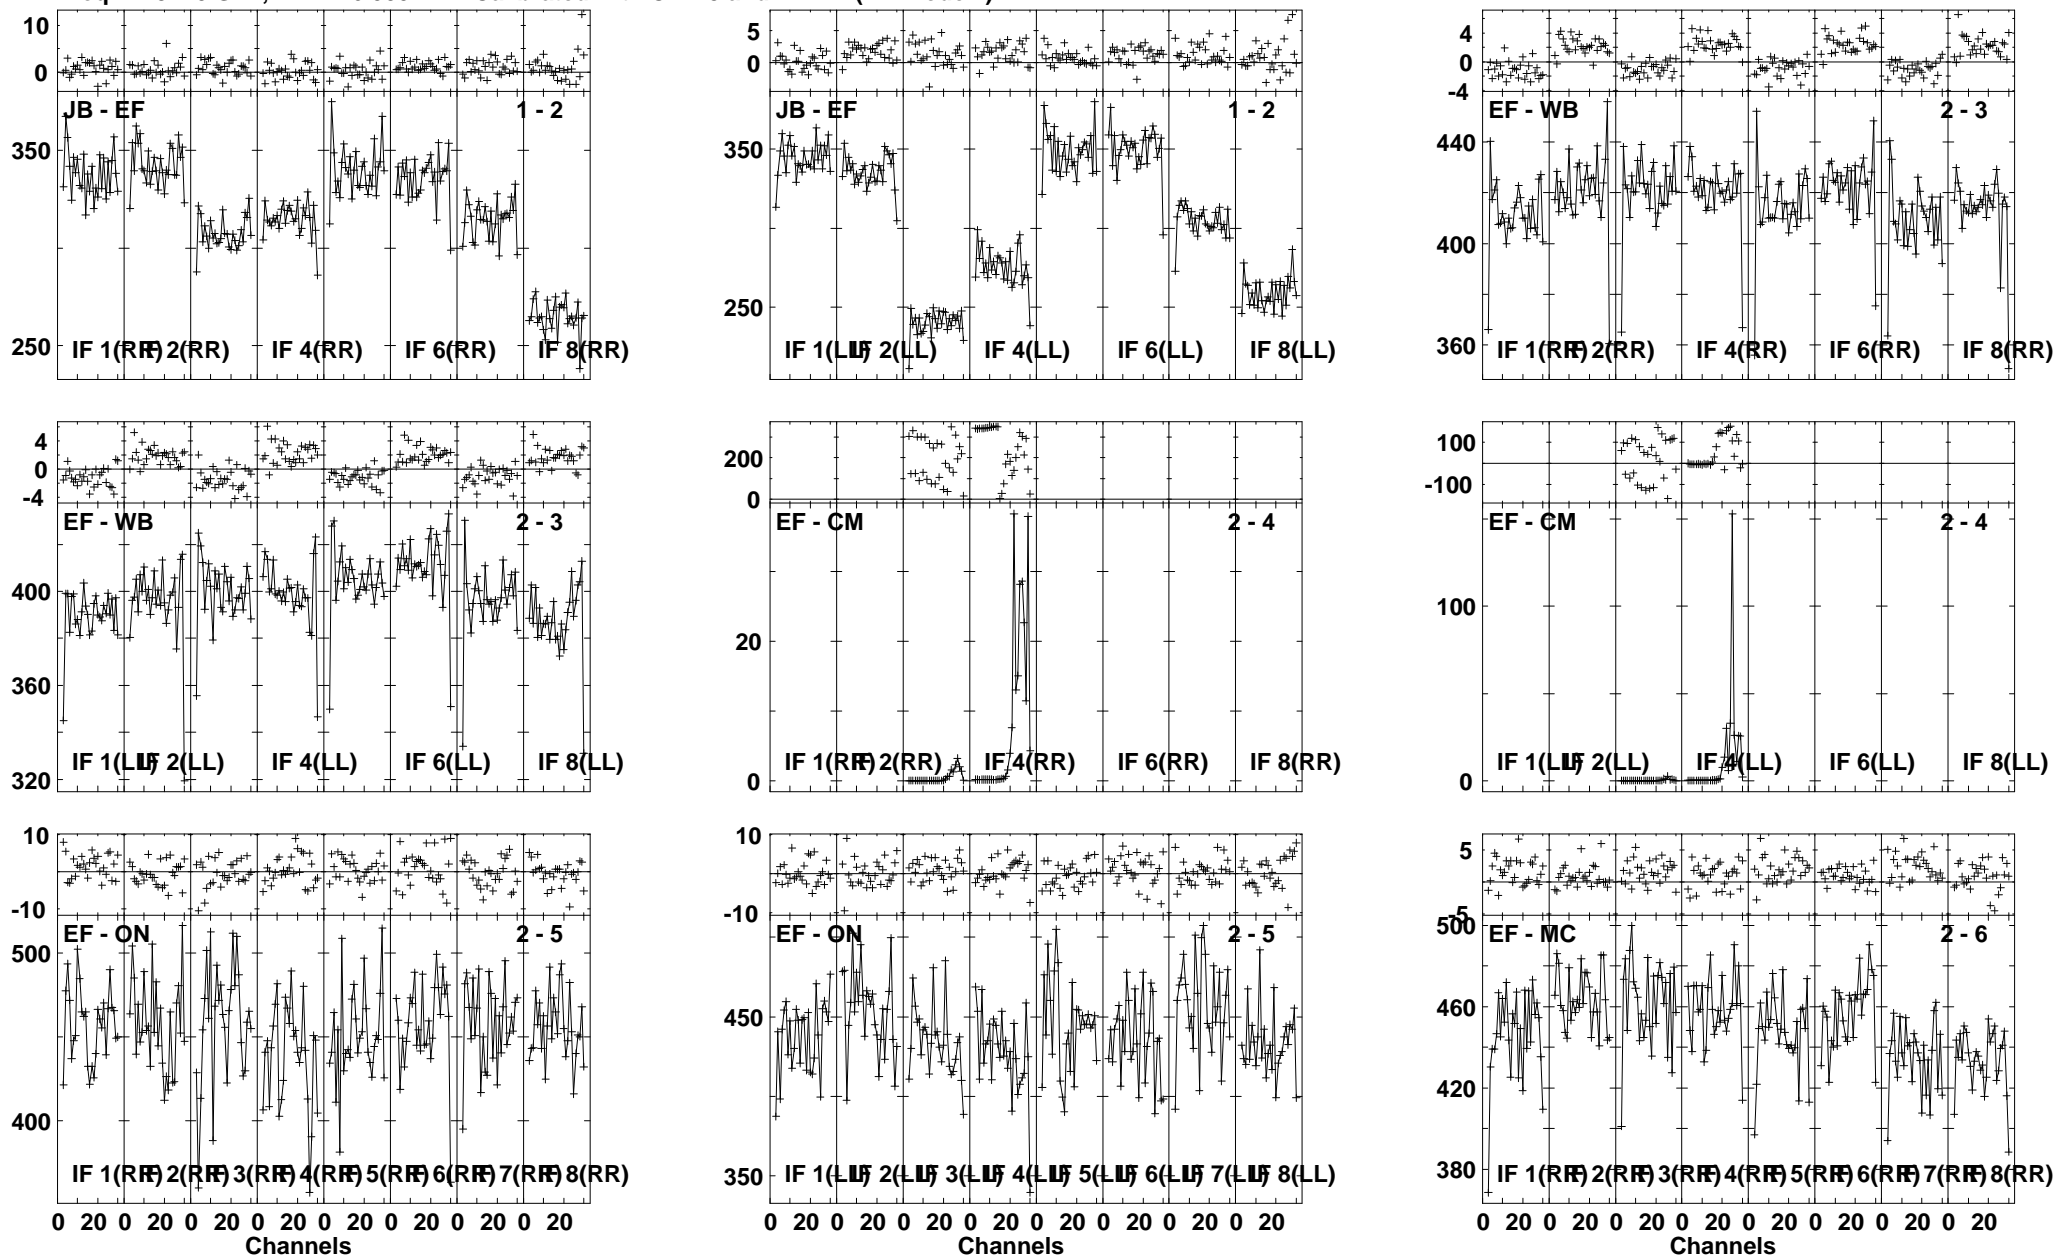 10
0
JB - EF 1 - 2
350
250
IF 1(RR) IF 2(RR) IF 4(RR) IF 6(RR) IF 8(RR)
5
0
JB - EF 1 - 2
350
250
IF 1(LL) IF 2(LL) IF 4(LL) IF 6(LL) IF 8(LL)
4
0
-4
EF - WB 2 - 3
440
400
360
IF 1(RR) IF 2(RR) IF 4(RR) IF 6(RR) IF 8(RR)
4
0
-4
EF - WB 2 - 3
400
360
320
IF 1(LL) IF 2(LL) IF 4(LL) IF 6(LL) IF 8(LL)
200
0
EF - CM 2 - 4
20
0
IF 1(RR) IF 2(RR) IF 4(RR) IF 6(RR) IF 8(RR)
100
-100
EF - CM 2 - 4
100
0
IF 1(LL) IF 2(LL) IF 4(LL) IF 6(LL) IF 8(LL)
10
-10
EF - ON 2 - 5
500
400
IF 1(RR) IF 2(RR) IF 3(RR) IF 4(RR) IF 5(RR) IF 6(RR) IF 7(RR) IF 8(RR)
0 20 0 20 0 20 0 20 0 20 0 20 0 20 0 20
Channels
10
-10
EF - ON 2 - 5
450
350
IF 1(LL) IF 2(LL) IF 3(LL) IF 4(LL) IF 5(LL) IF 6(LL) IF 7(LL) IF 8(LL)
0 20 0 20 0 20 0 20 0 20 0 20 0 20 0 20
Channels
5
-5
EF - MC 2 - 6
500
460
420
380
IF 1(RR) IF 2(RR) IF 3(RR) IF 4(RR) IF 5(RR) IF 6(RR) IF 7(RR) IF 8(RR)
0 20 0 20 0 20 0 20 0 20 0 20 0 20 0 20
Channels